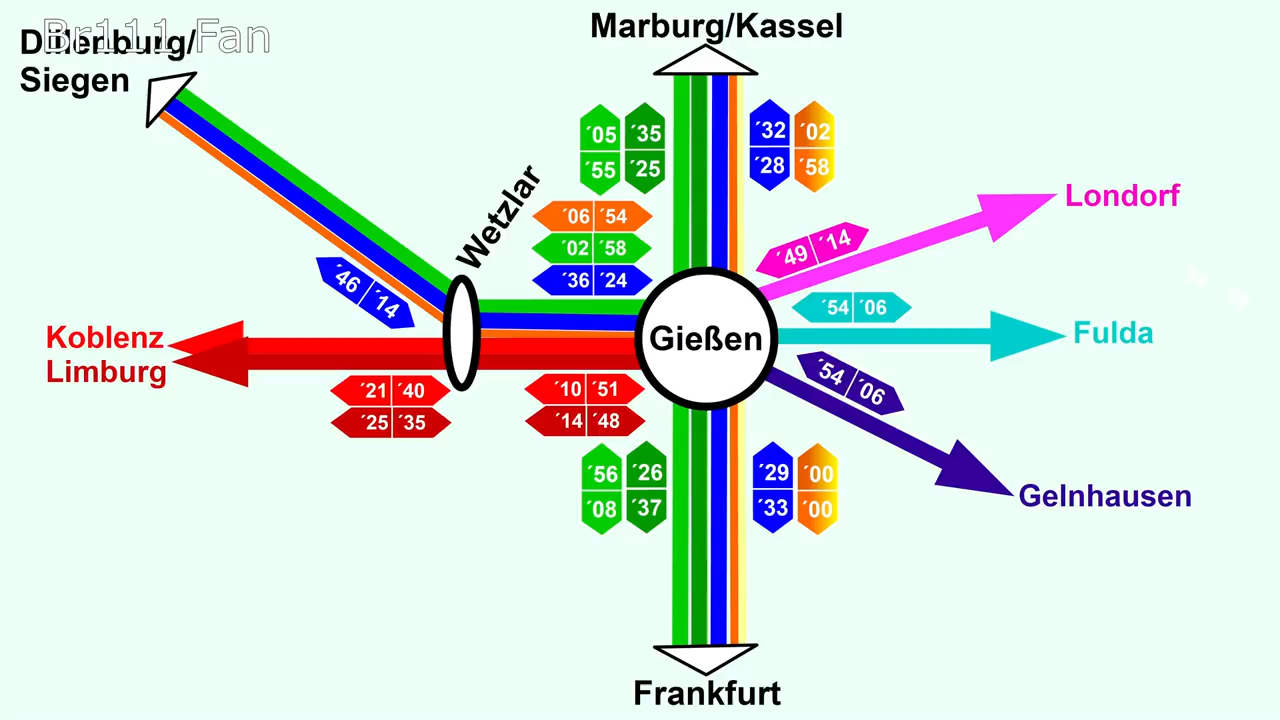 Br111 Fan
Dillenburg/
Siegen
Marburg/Kassel
´05 ´35 ´32 ´02
´55 ´25 ´28 ´58
Wetzlar
´06 ´54
´02 ´58
´36 ´24
´49 ´14
Londorf
´46 ´14
´54 ´06
Koblenz
Limburg
Gießen
Fulda
´21 ´40
´25 ´35
´10 ´51
´14 ´48
´54 ´06
Gelnhausen
´56 ´26 ´29 ´00
´08 ´37 ´33 ´00
Frankfurt